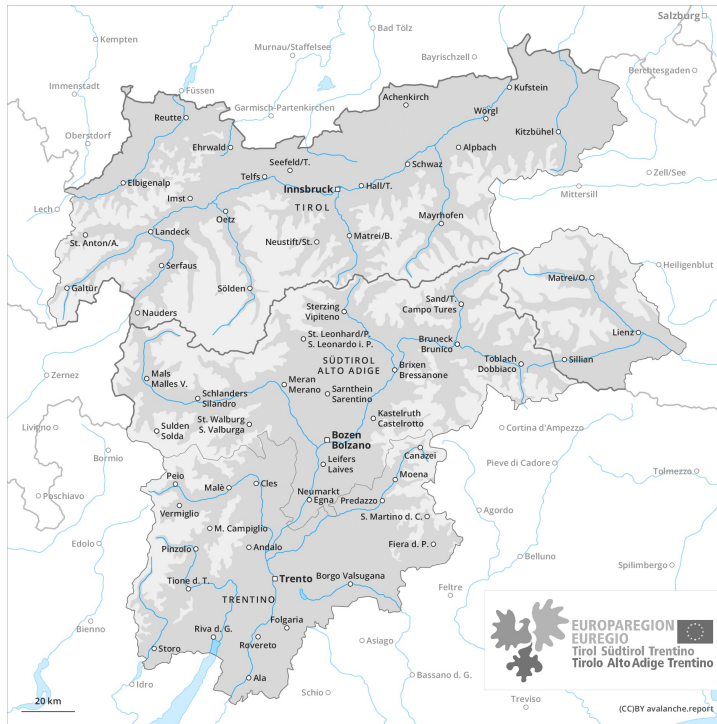 Salzburg
Kempten
Bad Tölz
Murnau/Staffelsee
Bayrischzell
Berchtesgaden
Immenstadt
Füssen
Garmisch-Partenkirchen
Achenkirch
Kufstein
Reutte
Wörgl
Oberstdorf
Kitzbühel
Ehrwald
Alpbach
Seefeld/T.
Schwaz
Zell/See
Elbigenalp
Telfs
Innsbruck
Hall/T.
Mittersill
Lech
Imst
TIROL
Oetz
Mayrhofen
Landeck
Matrei/B.
St. Anton/A.
Neustift/St.
Serfaus
Heiligenblut
Matrei/O.
Galtür
Sölden
Nauders
Sterzing
Vipiteno
Sand/T.
Campo Tures
St. Leonhard/P.
S. Leonardo i. P.
Lienz
Bruneck
Brunico
SÜDTIROL
ALTO ADIGE
Toblach
Dobbiaco
Sillian
Zernez
Mals
Malles V.
Meran
Merano
Brixen
Bressanone
Schlanders
Silandro
Sarnthein
Sarentino
St. Walburg
S. Valburga
Kastelruth
Castelrotto
Livigno
Sulden
Solda
Cortina d'Ampezzo
Bozen
Bolzano
Bormio
Canazei
Leifers
Laives
Pieve di Cadore
Tolmezzo
Peio
Moena
Malè
Cles
Poschiavo
Neumarkt
Egna
Predazzo
Vermiglio
Agordo
S. Martino d. C.
M. Campiglio
Edolo
Pinzolo
Andalo
Fiera d. P.
Belluno
Spilimbergo
Tione d. T.
Trento
Borgo Valsugana
Feltre
TRENTINO
Folgaria
Bienno
Riva d. G.
Rovereto
Asiago
Storo
Ala
Bassano d. G.
Idro
Schio
Treviso
EUROPAREGION
EUREGIO
Tirol Südtirol Trentino
Tirolo Alto Adige Trentino
20 km
(CC)BY avalanche.report